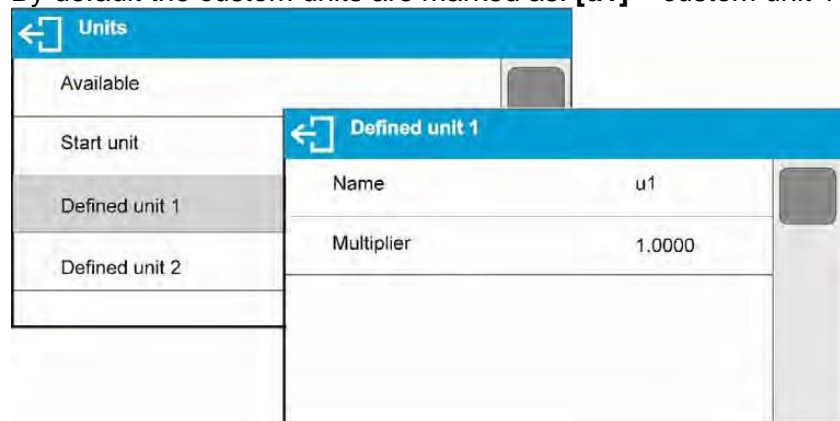 Units
Available
Start unit
Defined unit 1
Defined unit 2
Defined unit 1
Name u1
Multiplier 1.0000